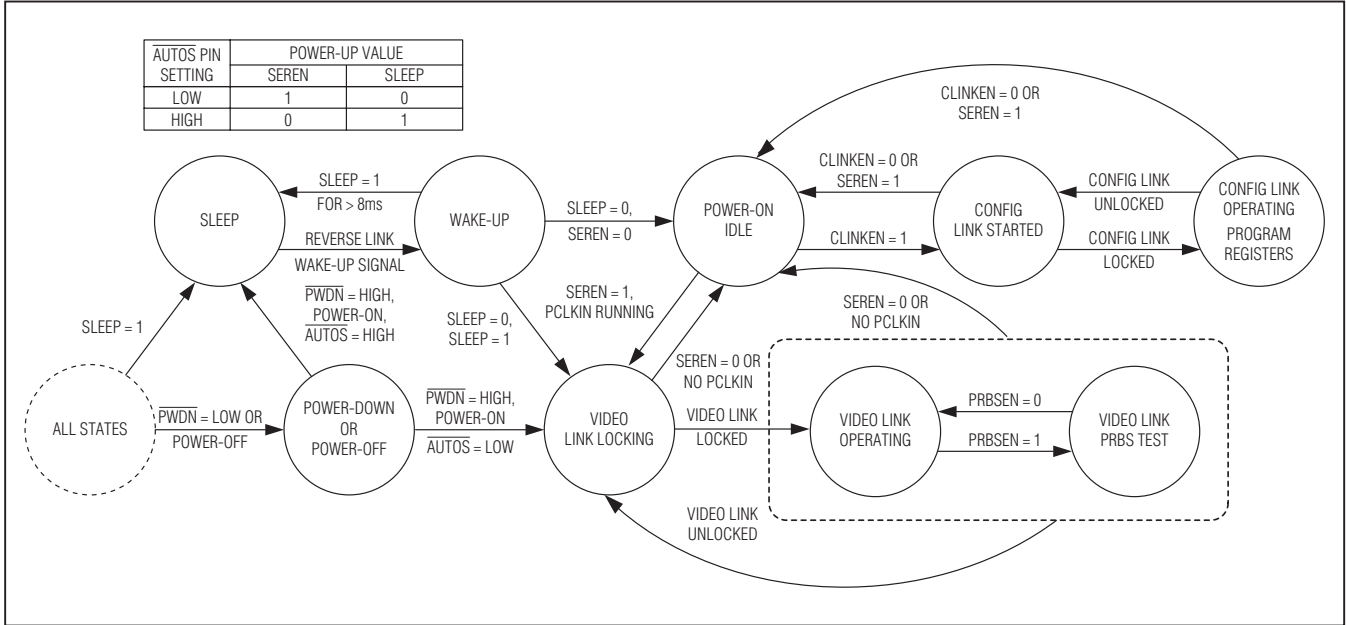 AUTOS PIN SETTING
POWER-UP VALUE
SEREN
SLEEP
LOW
1
0
HIGH
0
1
CLINKEN = 0 OR
SEREN = 1
SLEEP
SLEEP = 1
FOR > 8ms
REVERSE LINK
WAKE-UP SIGNAL
WAKE-UP
SLEEP = 0,
SEREN = 0
POWER-ON
IDLE
CLINKEN = 0 OR
SEREN = 1
CLINKEN = 1
CONFIG
LINK STARTED
CONFIG LINK
UNLOCKED
CONFIG LINK
LOCKED
CONFIG LINK
OPERATING
PROGRAM
REGISTERS
SLEEP = 1
PWDN = HIGH,
POWER-ON,
AUTOS = HIGH
SLEEP = 0,
SLEEP = 1
SEREN = 1,
PCLKIN RUNNING
SEREN = 0 OR
NO PCLKIN
SEREN = 0 OR
NO PCLKIN
ALL STATES
PWDN = LOW OR
POWER-OFF
POWER-DOWN
OR
POWER-OFF
PWDN = HIGH,
POWER-ON
AUTOS = LOW
VIDEO
LINK LOCKING
VIDEO LINK
LOCKED
VIDEO LINK
OPERATING
PRBSEN = 0
PRBSEN = 1
VIDEO LINK
PRBS TEST
VIDEO LINK
UNLOCKED